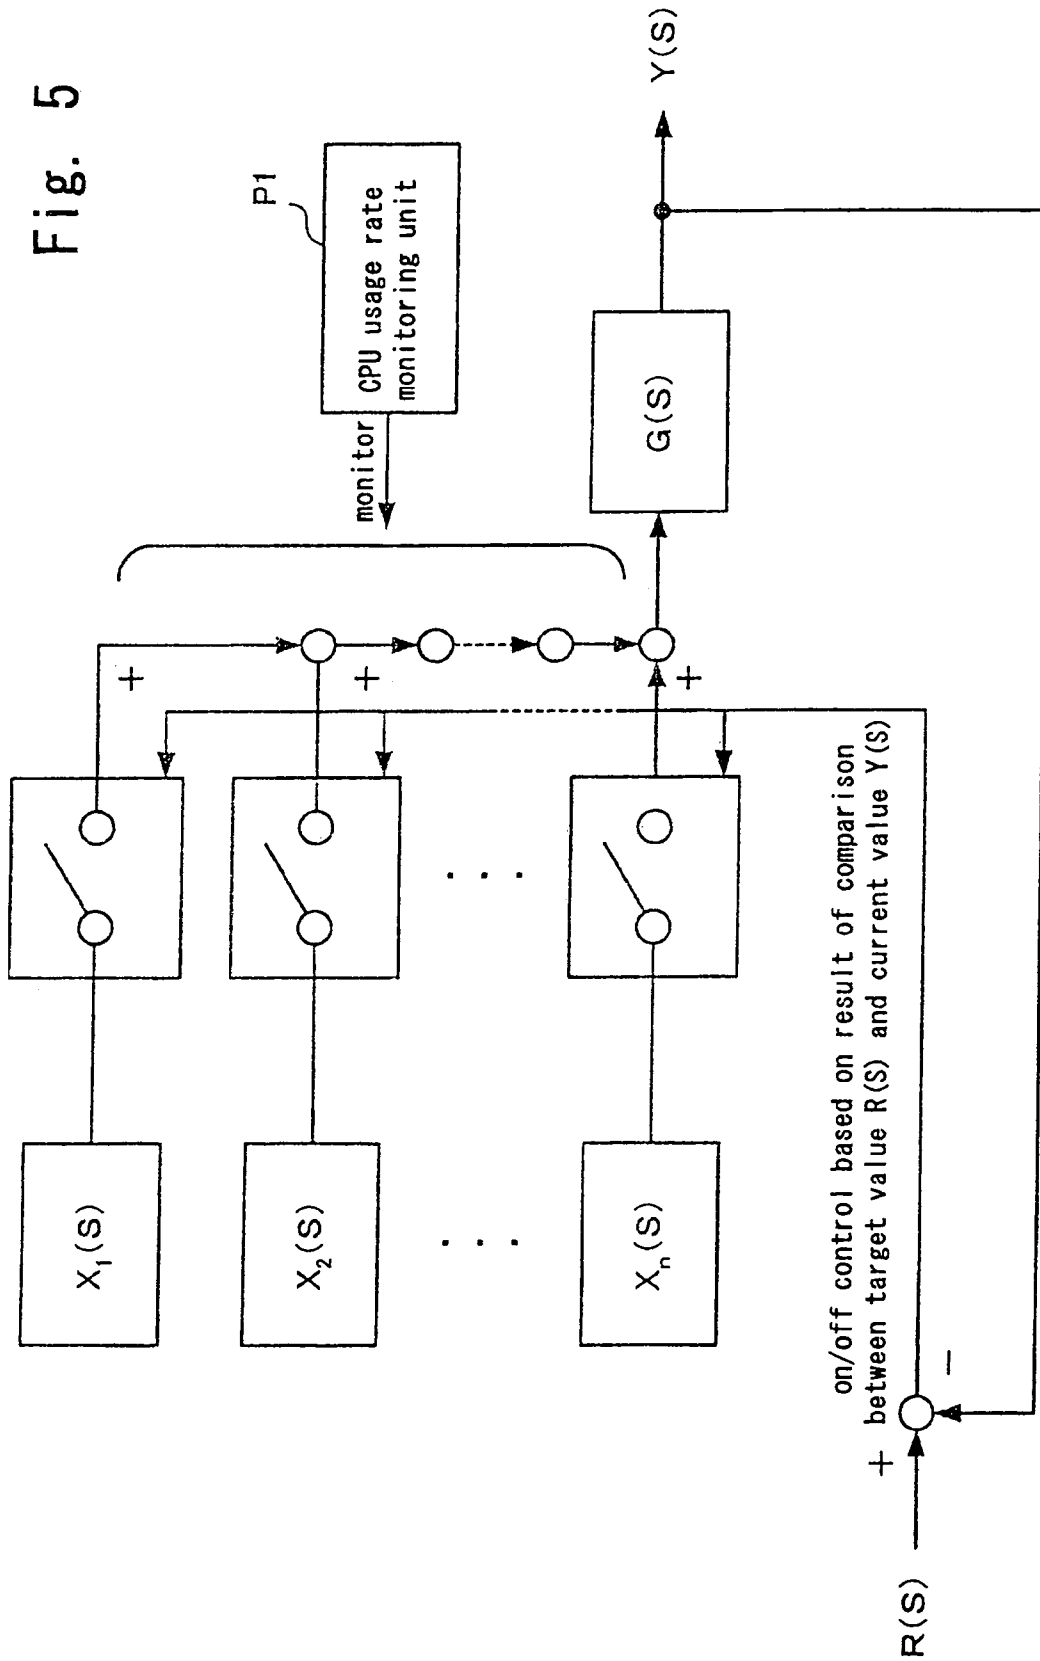 Fig. 5
P1
CPU usage rate
monitoring unit
monitor
X₁(S)
+
X₂(S)
+
. . .
. . .
Xₙ(S)
+
G(S)
Y(S)
on/off control based on result of comparison
between target value R(S) and current value Y(S)
R(S)
+
−